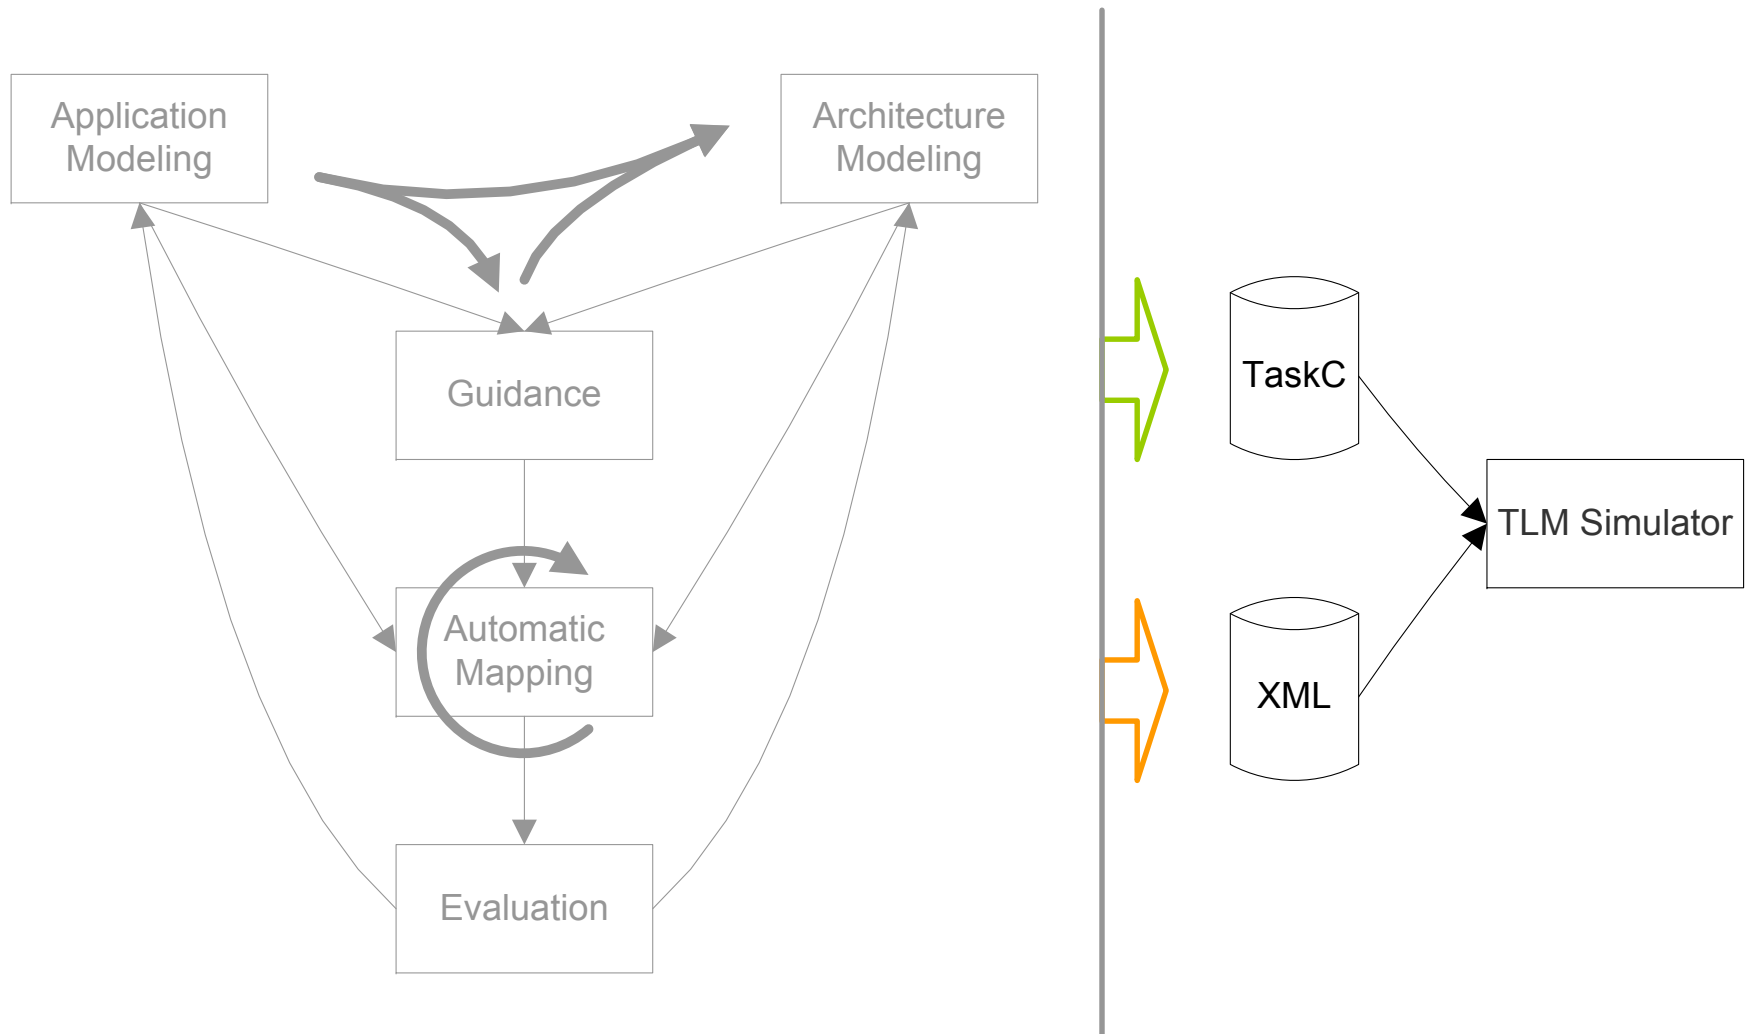 Application
Modeling
Architecture
Modeling
Guidance
TaskC
TLM Simulator
Automatic
Mapping
XML
Evaluation